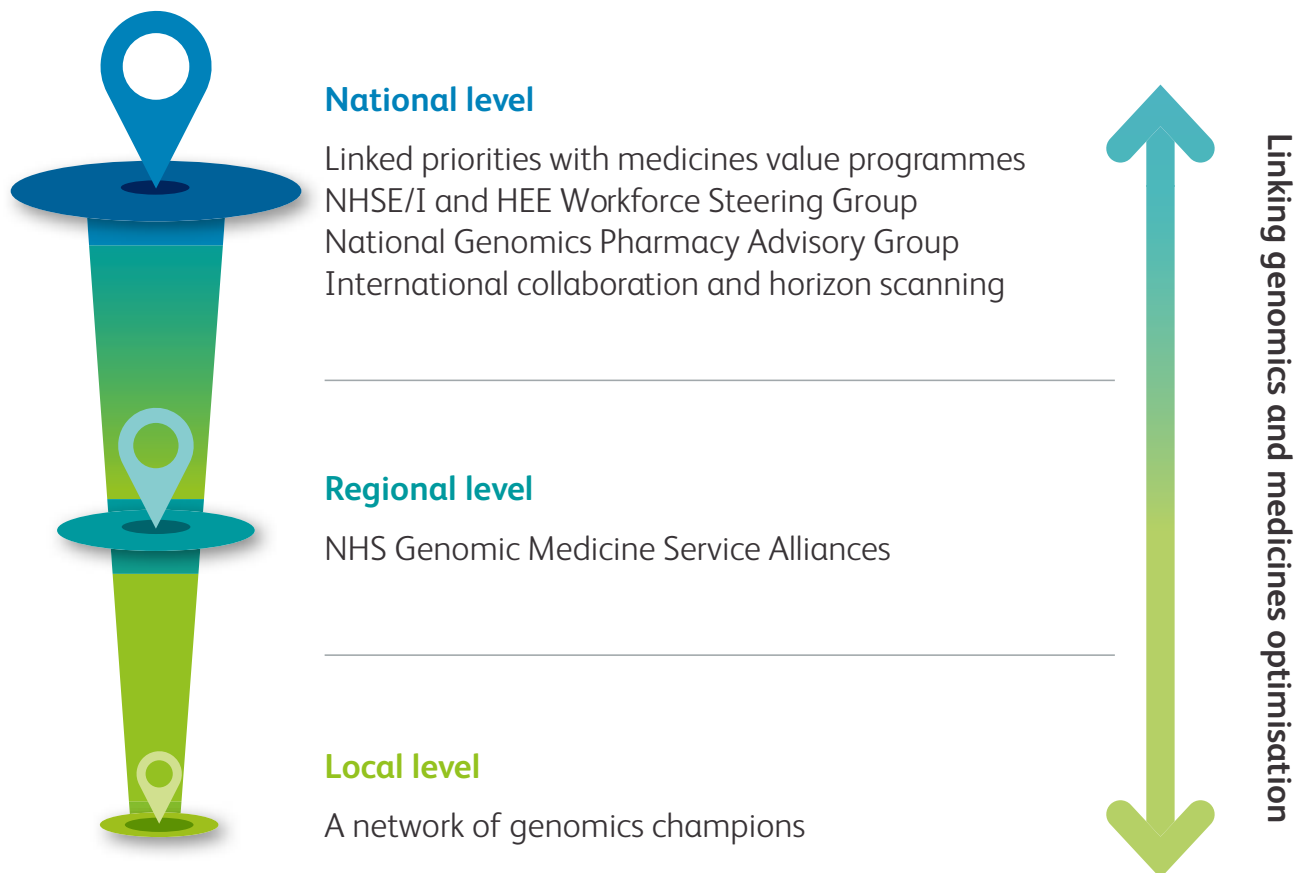 National level
Linked priorities with medicines value programmes
NHSE/I and HEE Workforce Steering Group
National Genomics Pharmacy Advisory Group
International collaboration and horizon scanning
Regional level
NHS Genomic Medicine Service Alliances
Local level
A network of genomics champions
Linking genomics and medicines optimisation